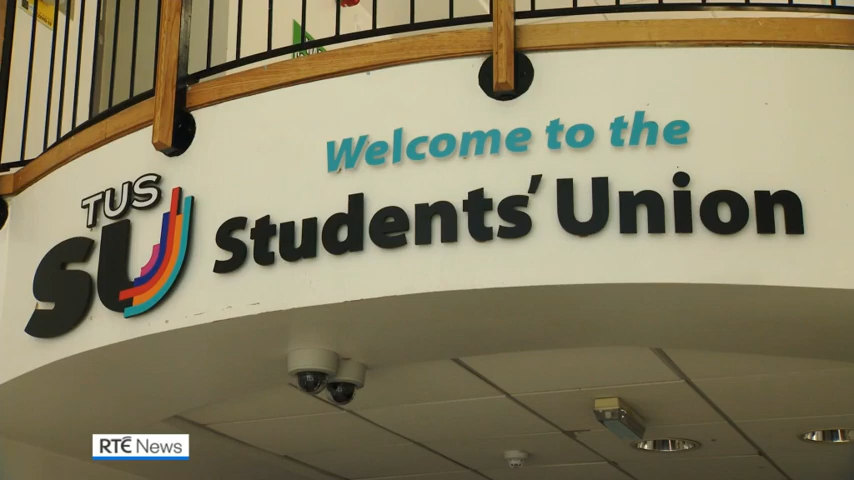 Welcome to the
TUS
SU
Students' Union
RTÉ News